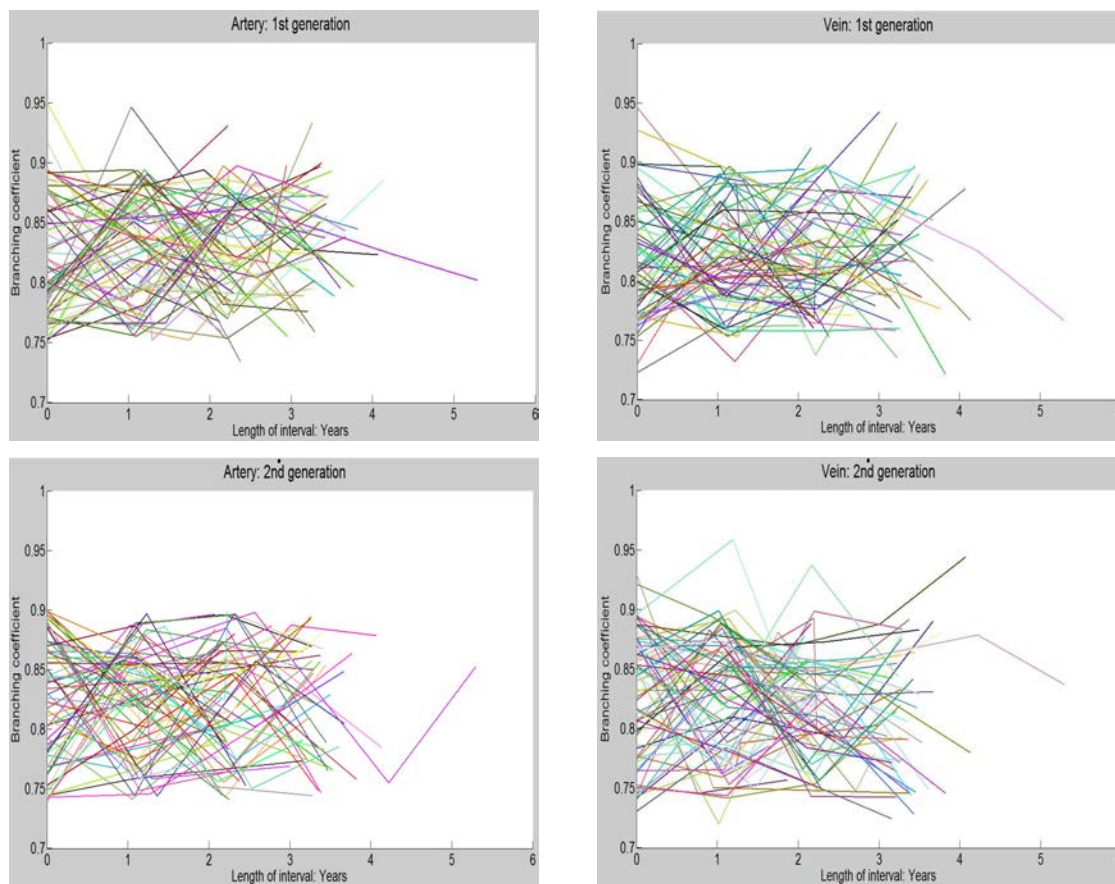 Artery: 1st generation
1
0.95
0.9
0.85
0.8
0.75
0.7
Branching coefficient
0 1 2 3 4 5 6
Length of interval: Years
Vein: 1st generation
1
0.95
0.9
0.85
0.8
0.75
0.7
Branching coefficient
0 1 2 3 4 5
Length of interval: Years
Artery: 2nd generation
1
0.95
0.9
0.85
0.8
0.75
0.7
Branching coefficient
0 1 2 3 4 5 6
Length of interval: Years
Vein: 2nd generation
1
0.95
0.9
0.85
0.8
0.75
0.7
Branching coefficient
0 1 2 3 4 5
Length of interval: Years